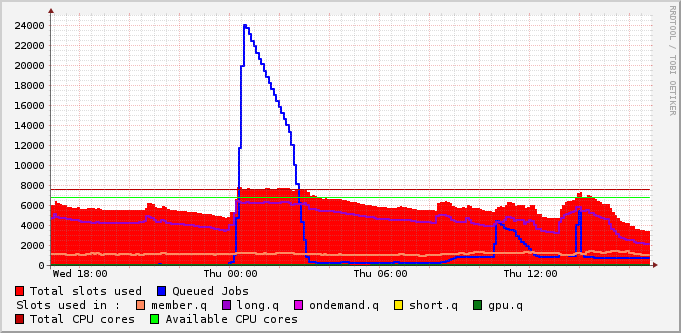 RRDTOOL / TOBI OETIKER
24000
22000
20000
18000
16000
14000
12000
10000
8000
6000
4000
2000
0
Wed 18:00 Thu 00:00 Thu 06:00 Thu 12:00
Total slots used Queued Jobs
Slots used in : member.q long.q ondemand.q short.q gpu.q
Total CPU cores Available CPU cores